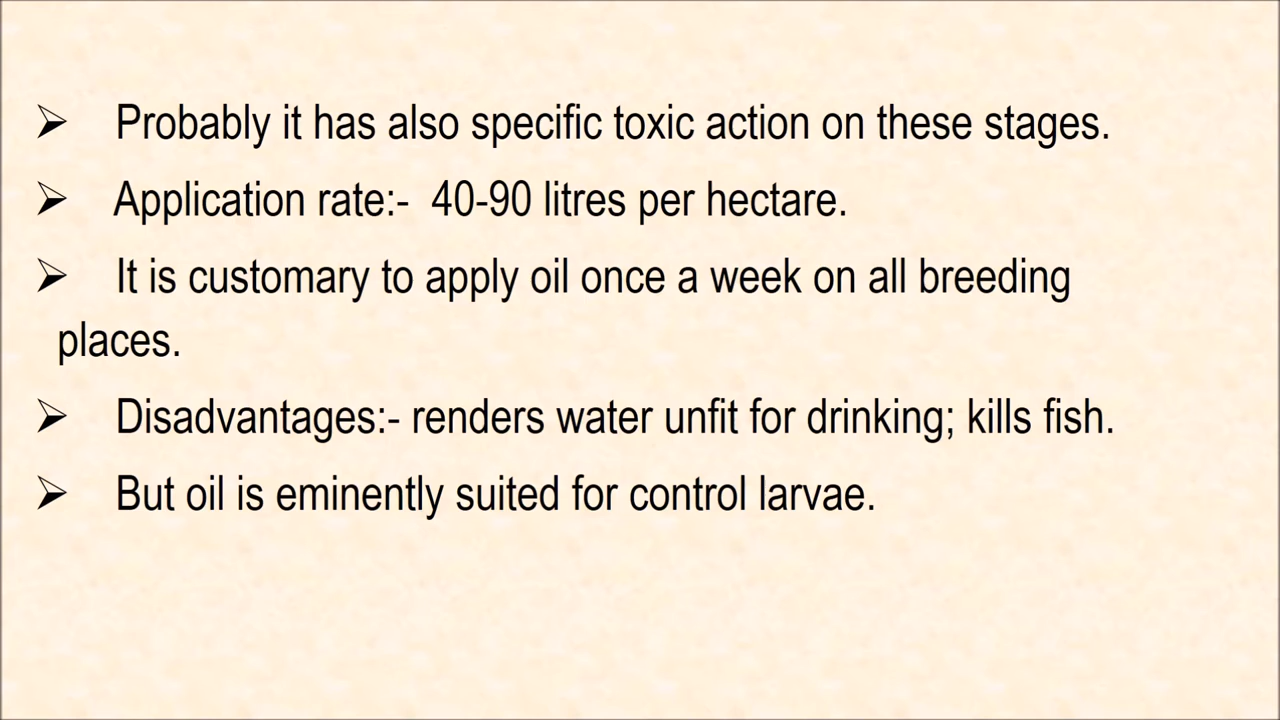 ➢ Probably it has also specific toxic action on these stages.
➢ Application rate:- 40-90 litres per hectare.
➢ It is customary to apply oil once a week on all breeding
places.
➢ Disadvantages:- renders water unfit for drinking; kills fish.
➢ But oil is eminently suited for control larvae.